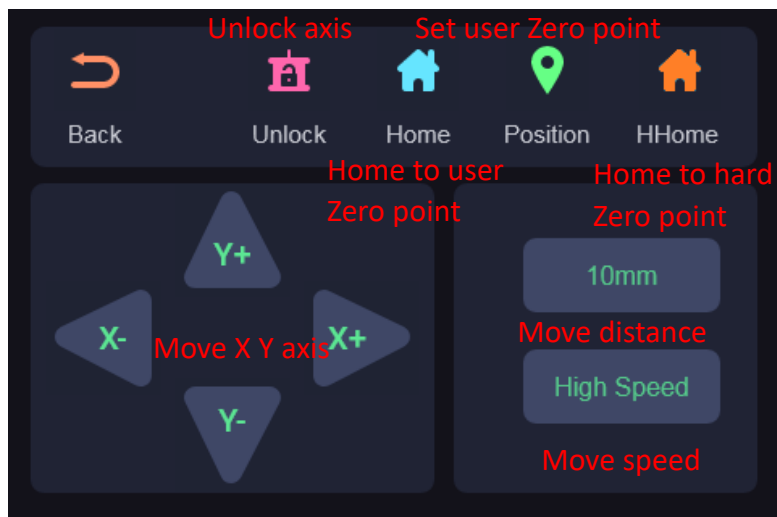 Unlock axis
Set user Zero point
Back
Unlock
Home
Position
HHome
Home to user
Zero point
Home to hard
Zero point
Y+
X-
Move X Y axis
X+
Y-
10mm
Move distance
High Speed
Move speed